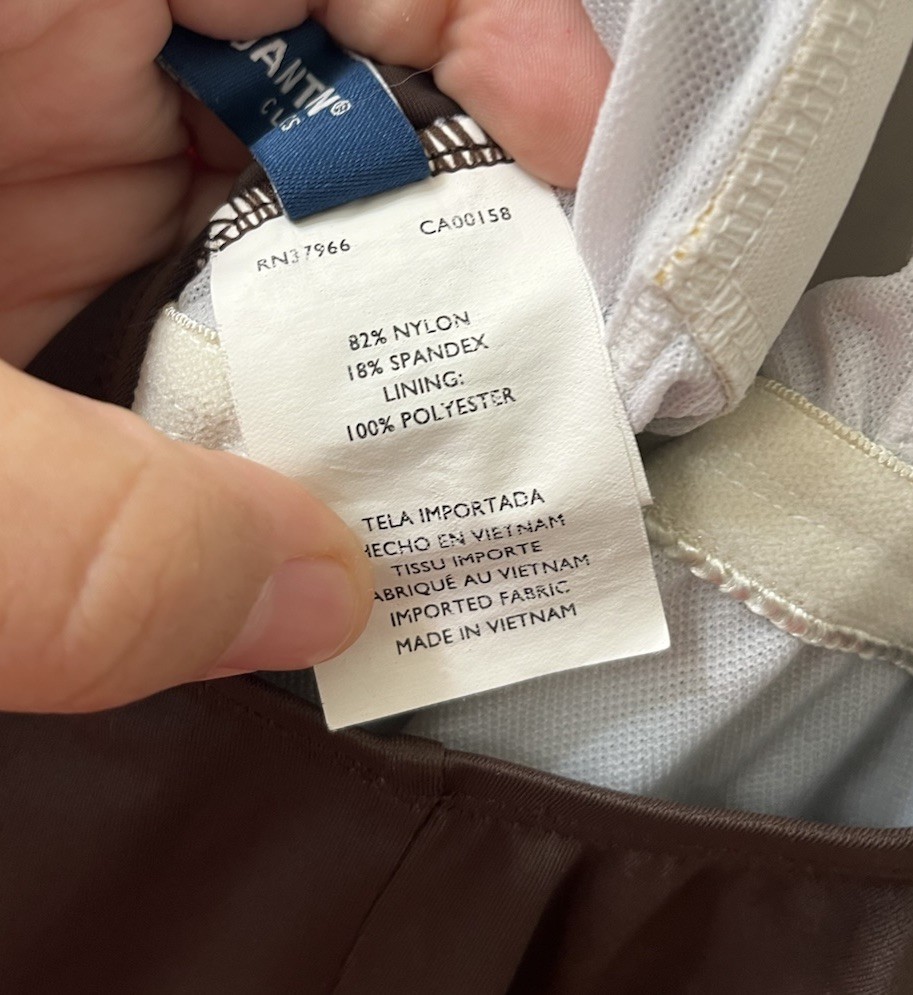 RN37966 CA00158
82% NYLON
18% SPANDEX
LINING:
100% POLYESTER
TELA IMPORTADA
HECHO EN VIETNAM
TISSU IMPORTE
ABRIQUÉ AU VIETNAM
IMPORTED FABRIC
MADE IN VIETNAM